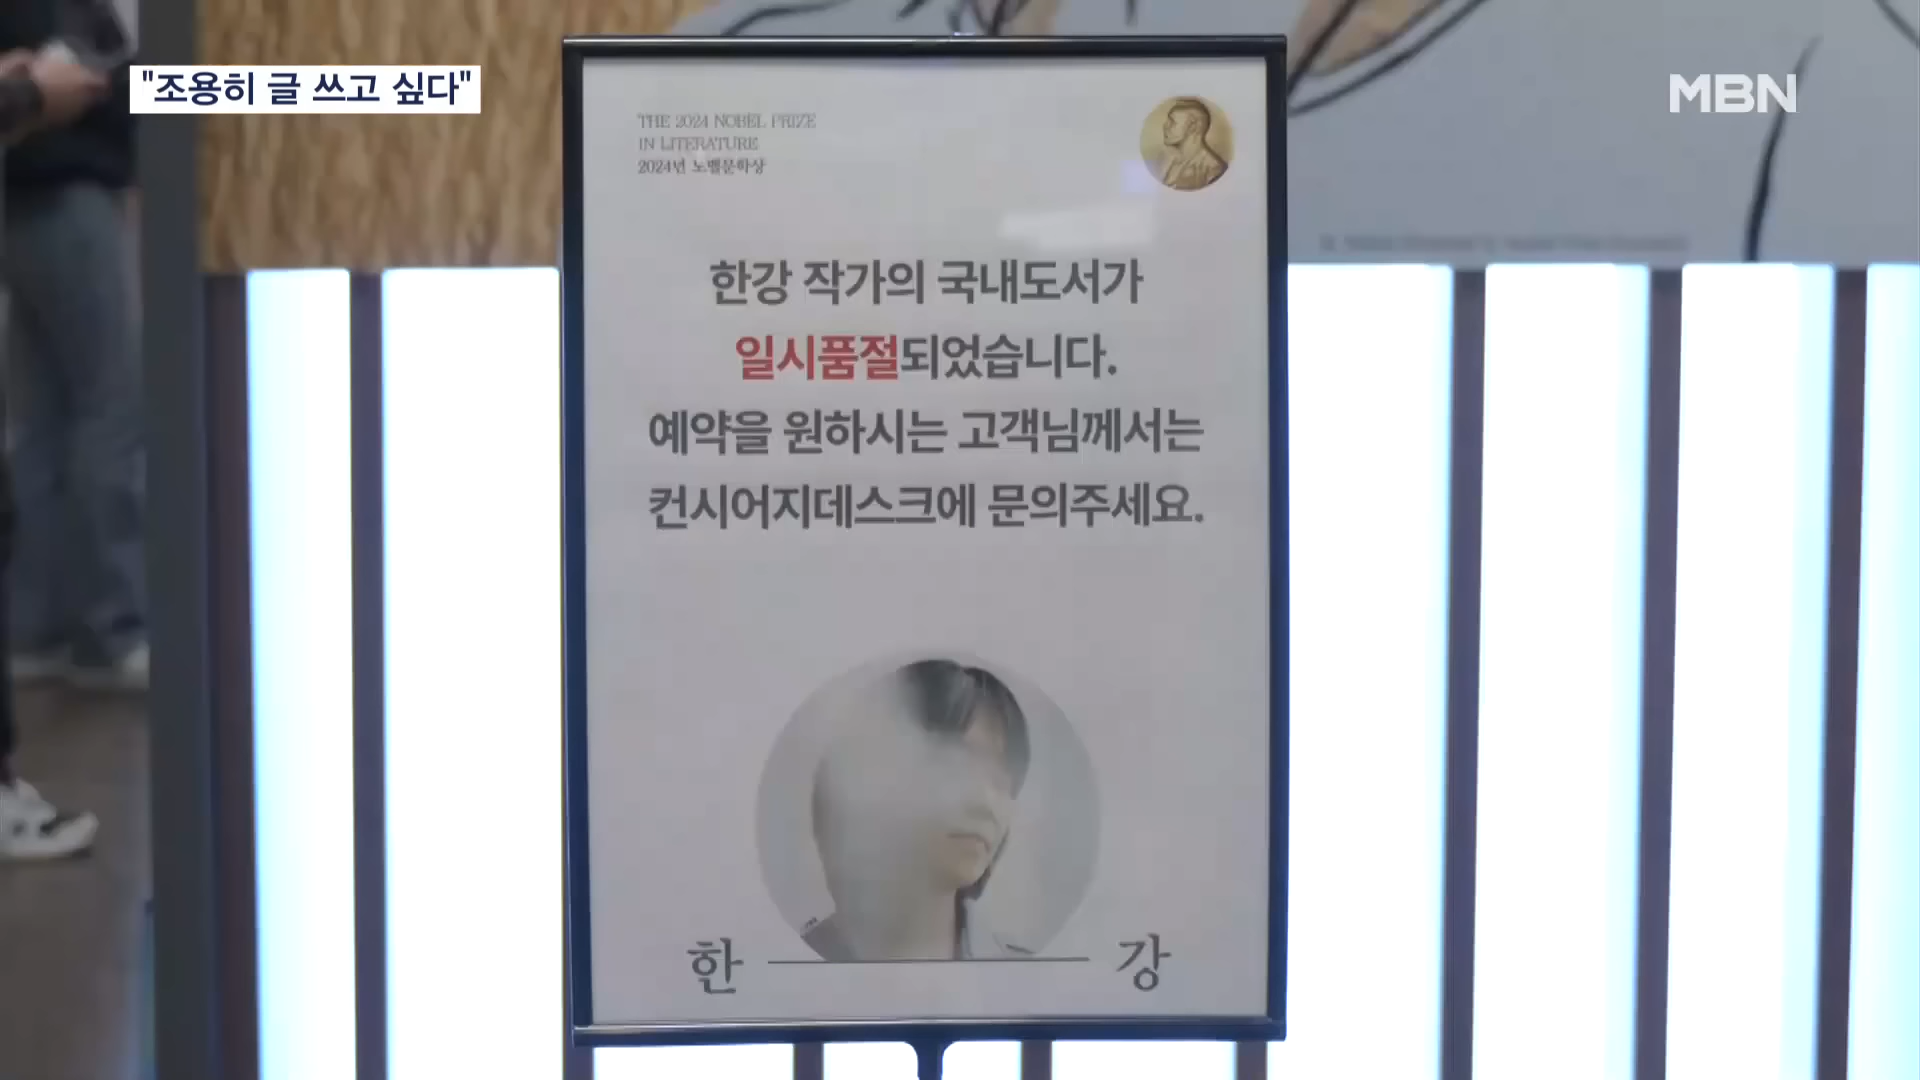 "조용히 글 쓰고 싶다"
MBN
THE 2024 NOBEL PRIZE
IN LITERATURE
2024년 노벨문학상
한강 작가의 국내도서가
일시품절되었습니다.
예약을 원하시는 고객님께서는
컨시어지데스크에 문의주세요.
한 강